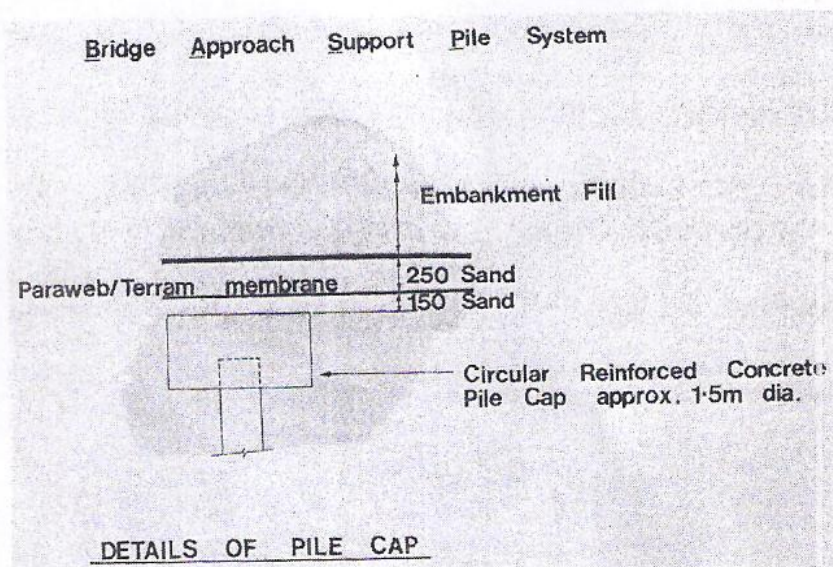 Bridge Approach Support Pile System
Embankment Fill
250 Sand
Paraweb/Terram membrane
150 Sand
Circular Reinforced Concrete
Pile Cap approx. 1·5m dia.
DETAILS OF PILE CAP